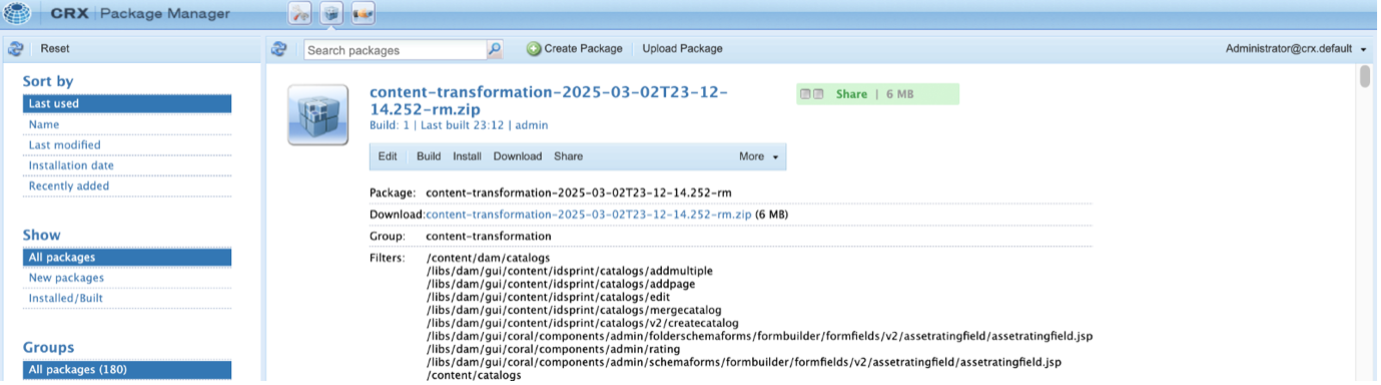 CRX | Package Manager
Reset
Search packages
Create Package
Upload Package
Administrator@crx.default
Sort by
Last used
Name
Last modified
Installation date
Recently added
Show
All packages
New packages
Installed/Built
Groups
All packages (180)
content-transformation-2025-03-02T23-12-
14.252-rm.zip
Build: 1 | Last built 23:12 | admin
Share | 6 MB
Edit Build Install Download Share More
Package: content-transformation-2025-03-02T23-12-14.252-rm
Download:content-transformation-2025-03-02T23-12-14.252-rm.zip (6 MB)
Group: content-transformation
Filters: /content/dam/catalogs
/libs/dam/gui/content/idsprint/catalogs/addmultiple
/libs/dam/gui/content/idsprint/catalogs/addpage
/libs/dam/gui/content/idsprint/catalogs/edit
/libs/dam/gui/content/idsprint/catalogs/mergecatalog
/libs/dam/gui/content/idsprint/catalogs/v2/createcatalog
/libs/dam/gui/coral/components/admin/folderschemaforms/formbuilder/formfields/v2/assetratingfield/assetratingfield.jsp
/libs/dam/gui/coral/components/admin/rating
/libs/dam/gui/coral/components/admin/schemaforms/formbuilder/formfields/v2/assetratingfield/assetratingfield.jsp
/content/catalogs